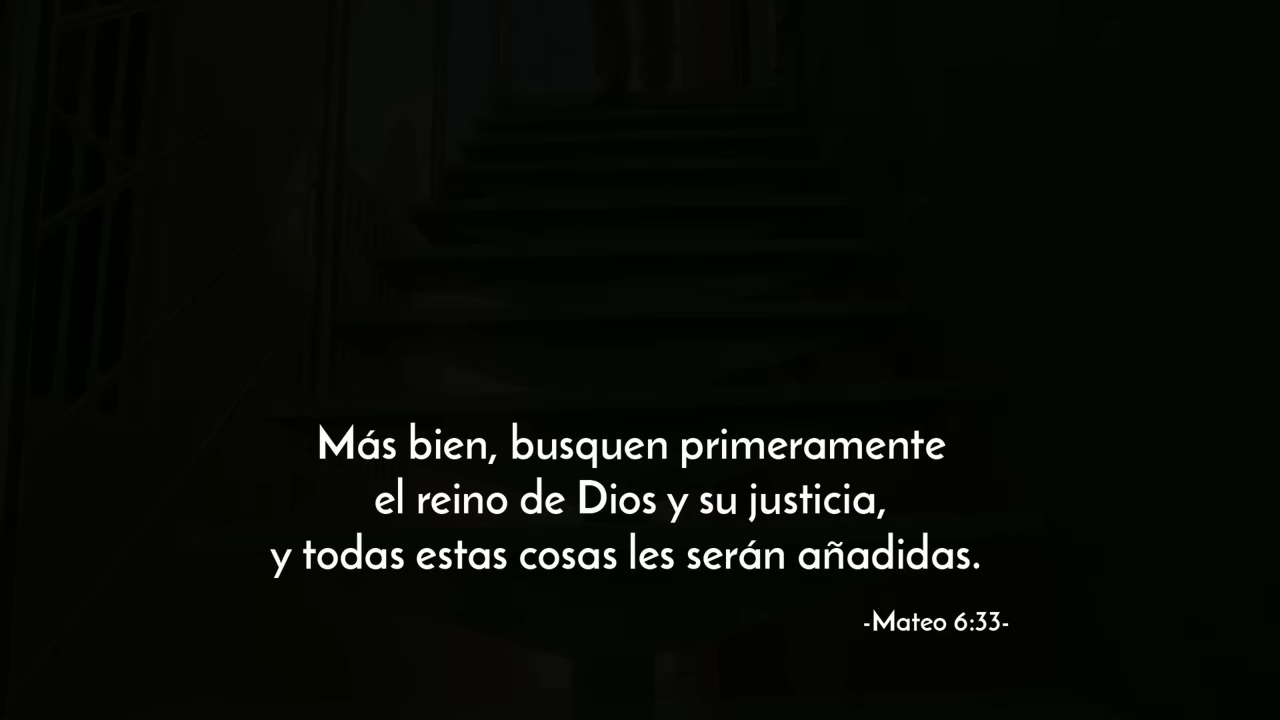 Más bien, busquen primeramente
el reino de Dios y su justicia,
y todas estas cosas les serán añadidas.
-Mateo 6:33-